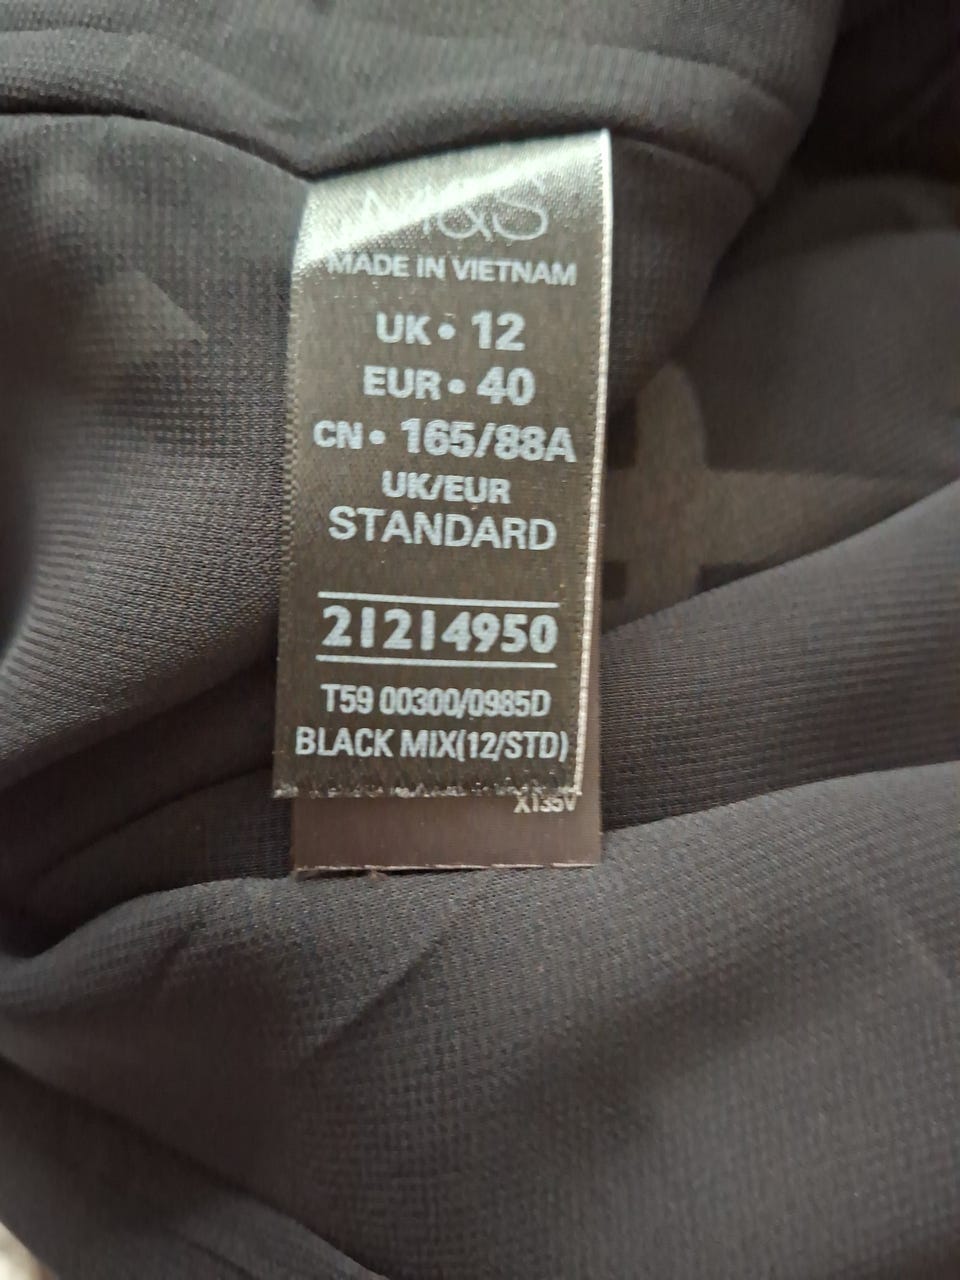 M&S
MADE IN VIETNAM
UK • 12
EUR • 40
CN • 165/88A
UK/EUR
STANDARD
21214950
T59 00300/0985D
BLACK MIX(12/STD)
X135V